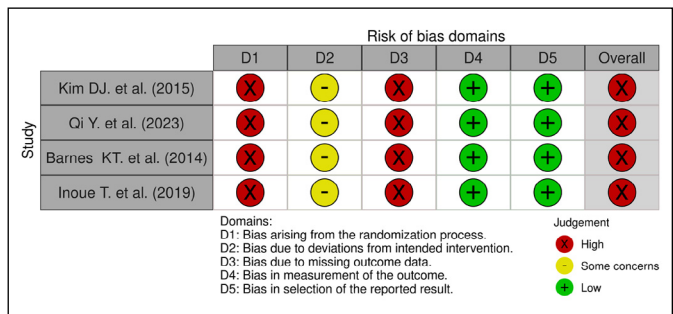 Risk of bias domains
D1 D2 D3 D4 D5 Overall
Study
Kim DJ. et al. (2015) X - X + + X
Qi Y. et al. (2023) X - X + + X
Barnes KT. et al. (2014) X - X + + X
Inoue T. et al. (2019) X - X + + X
Domains:
D1: Bias arising from the randomization process.
D2: Bias due to deviations from intended intervention.
D3: Bias due to missing outcome data.
D4: Bias in measurement of the outcome.
D5: Bias in selection of the reported result.
Judgement
X High
- Some concerns
+ Low